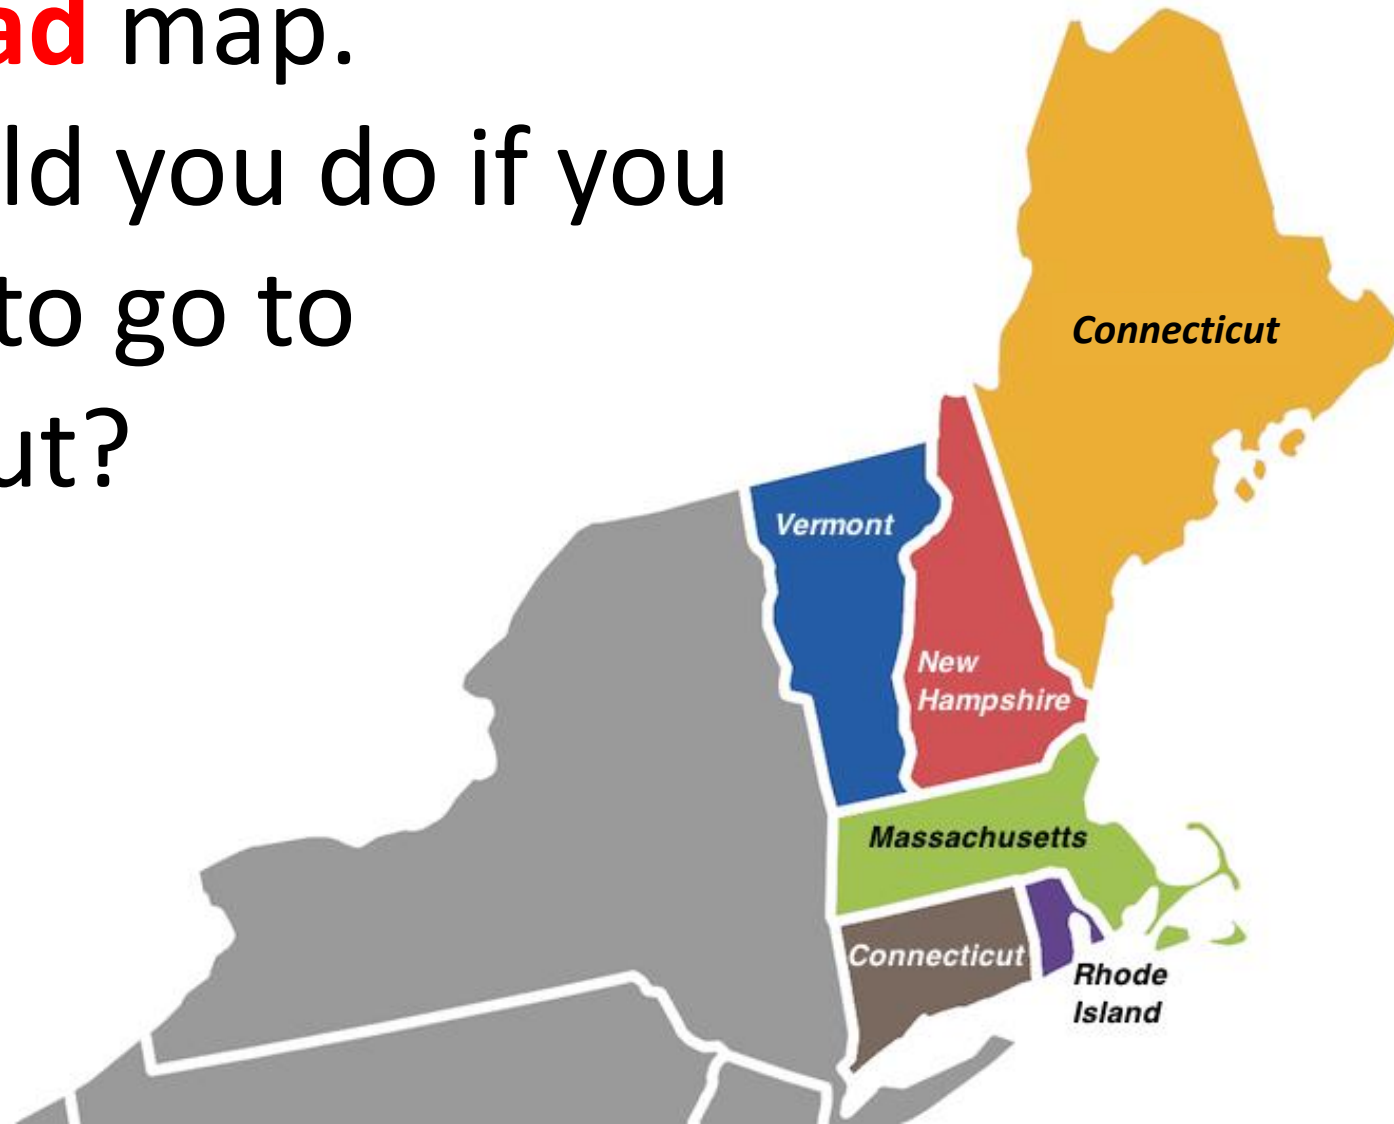 ad map.
ld you do if you
to go to
ut?
Connecticut
Vermont
New
Hampshire
Massachusetts
Connecticut
Rhode
Island